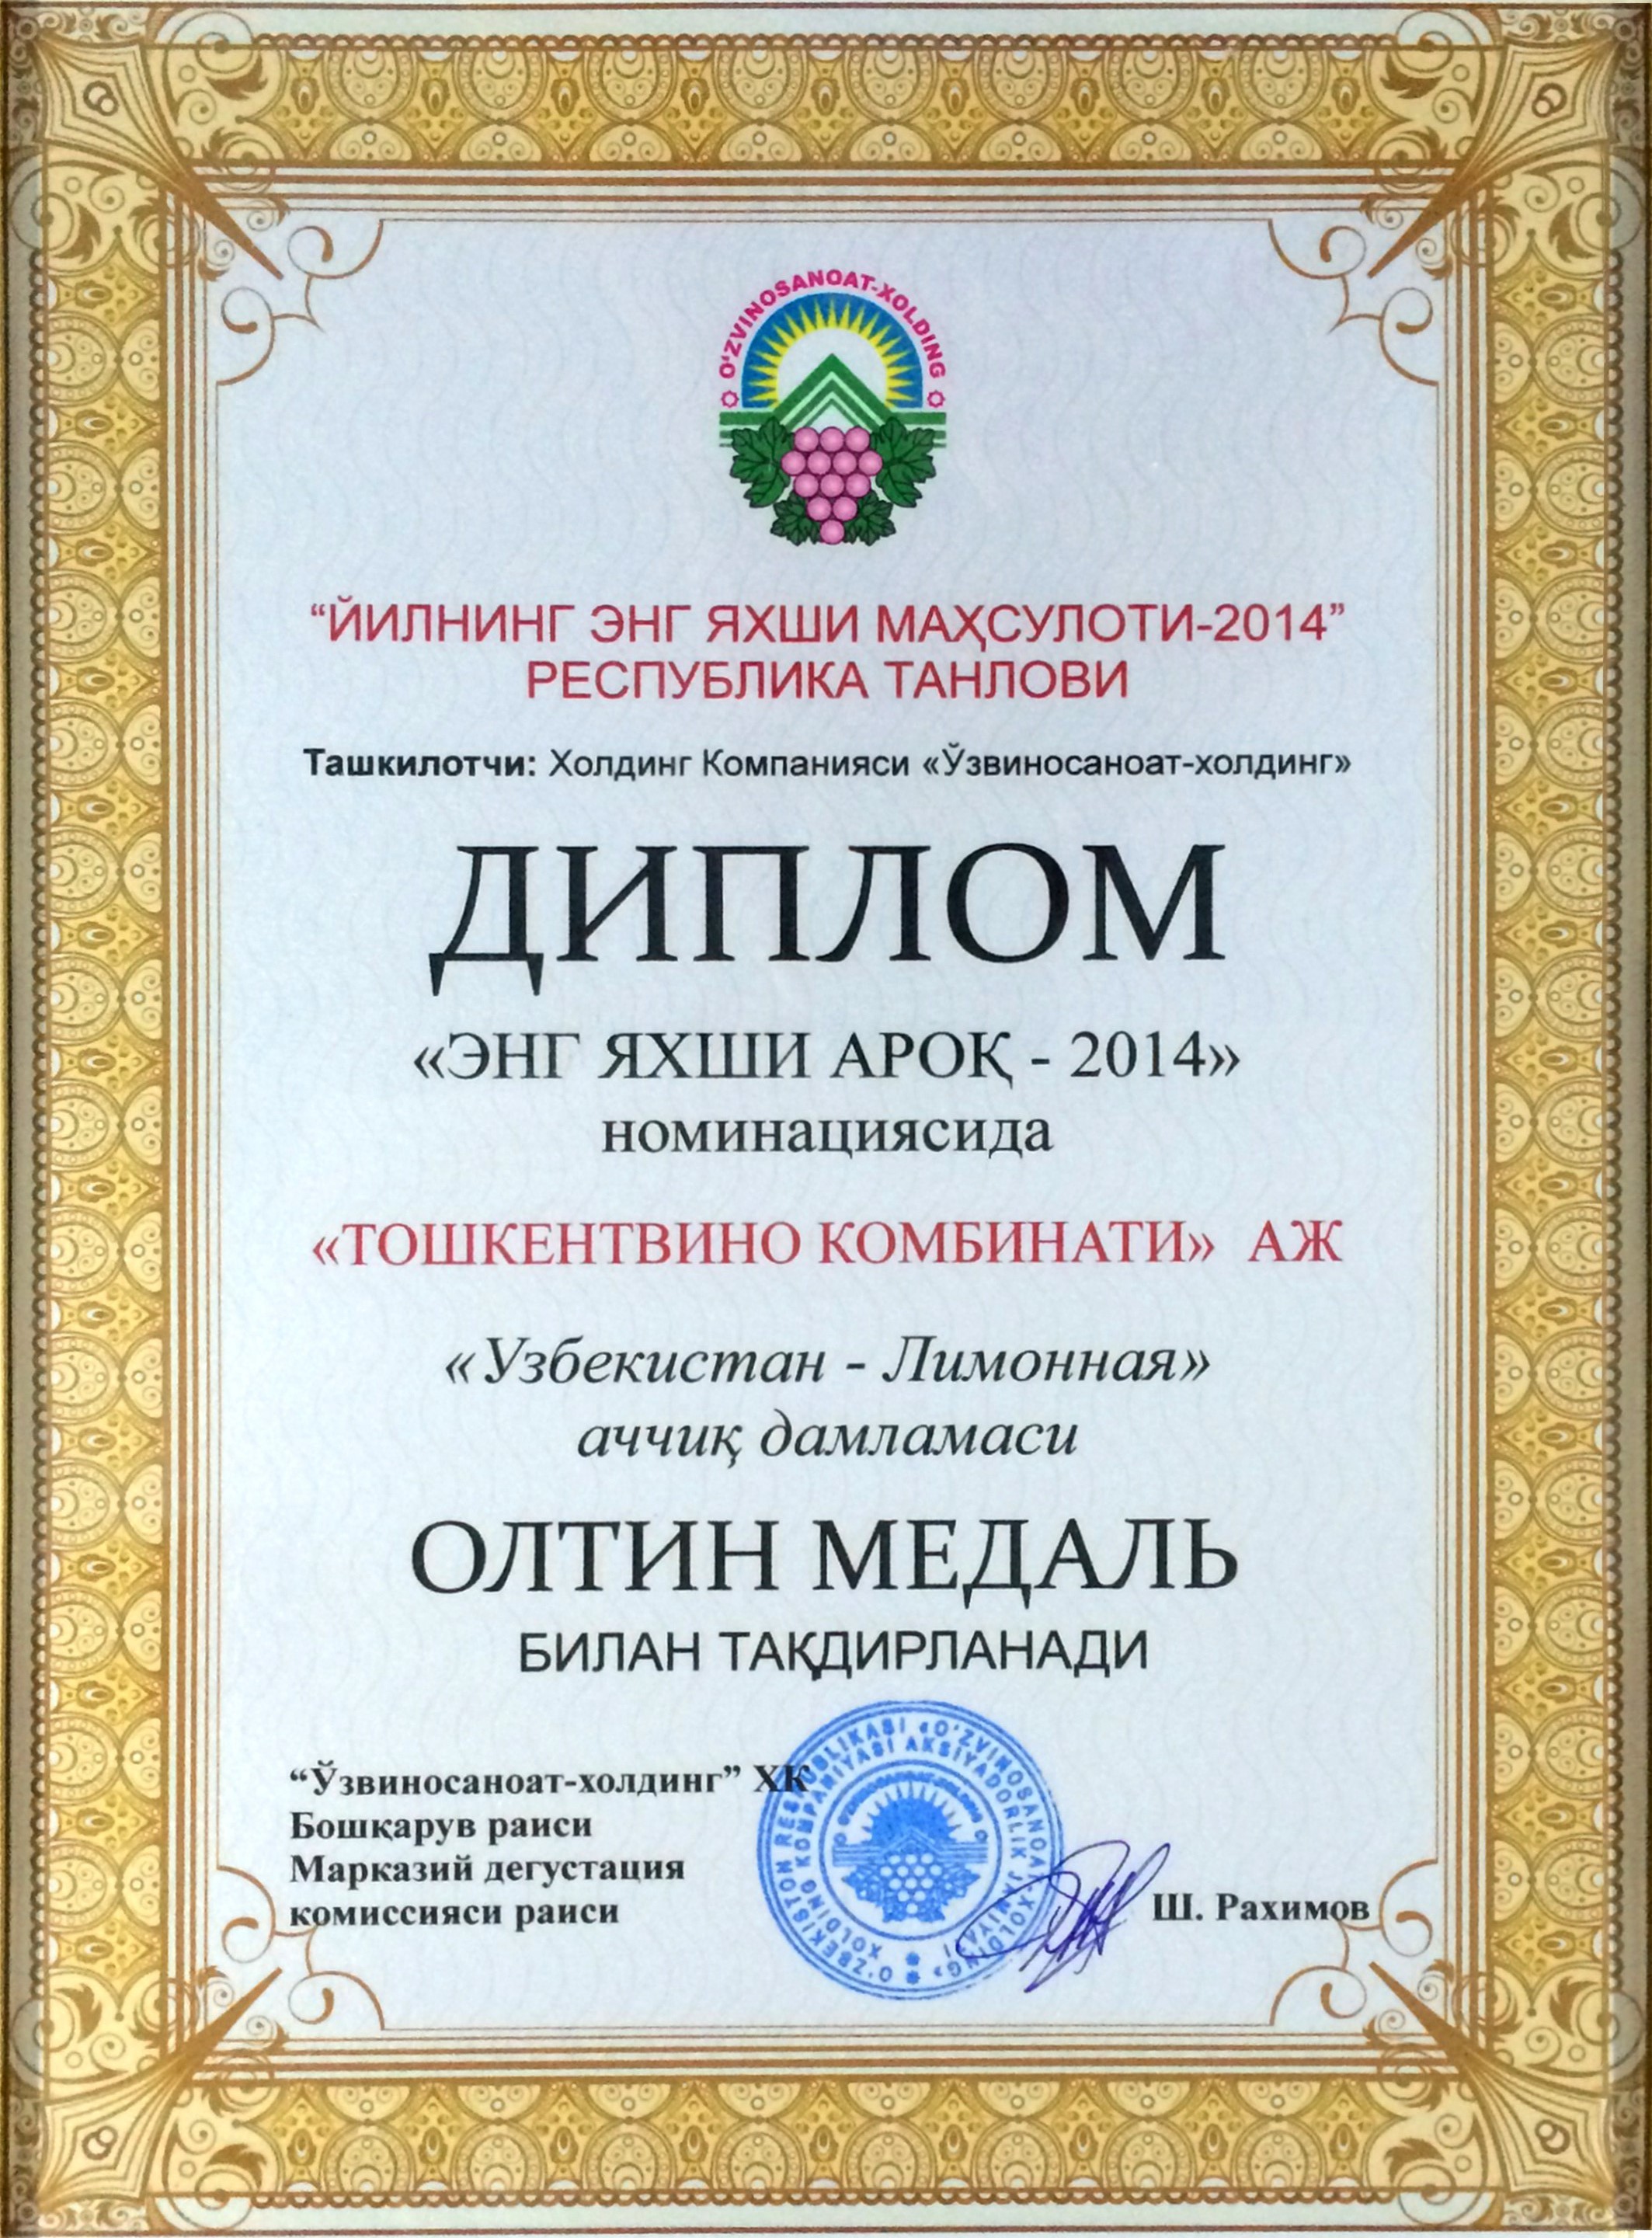 O'ZVINOSANOAT-XOLDING
“ЙИЛНИНГ ЭНГ ЯХШИ МАҲСУЛОТИ-2014”
РЕСПУБЛИКА ТАНЛОВИ
Ташкилотчи: Холдинг Компанияси «Ўзвиносаноат-холдинг»
ДИПЛОМ
«ЭНГ ЯХШИ АРОҚ - 2014»
номинациясида
«ТОШКЕНТВИНО КОМБИНАТИ» АЖ
«Узбекистан - Лимонная»
аччиқ дамламаси
ОЛТИН МЕДАЛЬ
БИЛАН ТАҚДИРЛАНАДИ
“Ўзвиносаноат-холдинг” ХК
Бошқарув раиси
Марказий дегустация
комиссияси раиси
Ш. Рахимов
O'ZBEKISTON RESPUBLIKASI «O'ZVINOSANOAT-XOLDING»
XOLDING KOMPANIYASI AKSIYADORLIK JAMIYATI